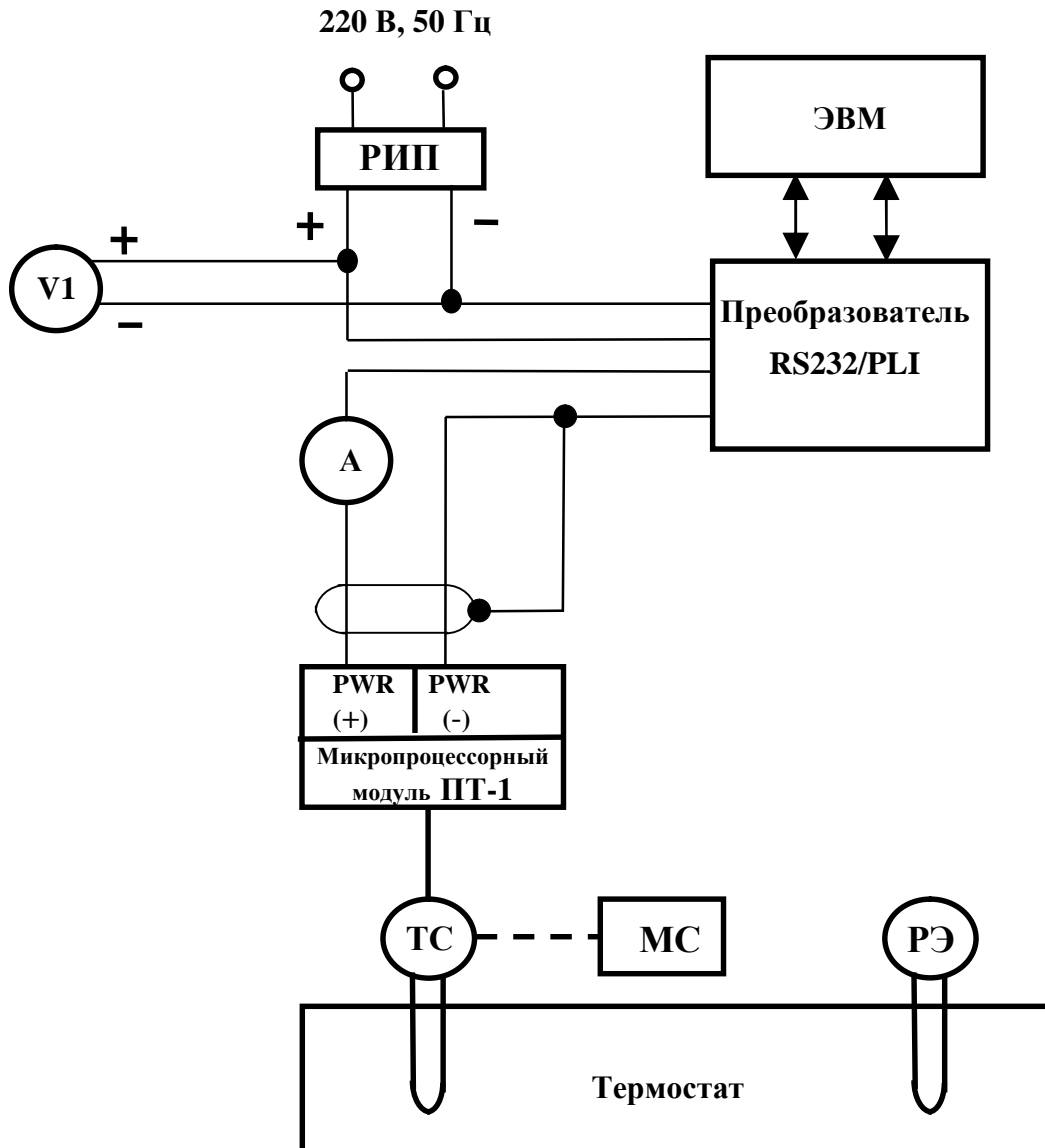 220 В, 50 Гц
ЭВМ
РИП
+
−
+
V1
−
Преобразователь
RS232/PLI
А
PWR
(+)
PWR
(-)
Микропроцессорный
модуль ПТ-1
ТС
МС
РЭ
Термостат